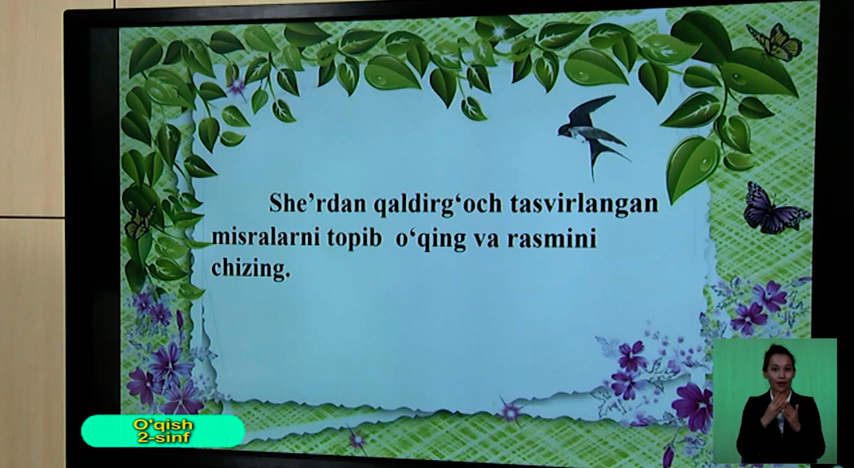 She’rdan qaldirg‘och tasvirlangan
misralarni topib o‘qing va rasmini
chizing.
O'qish
2-sinf